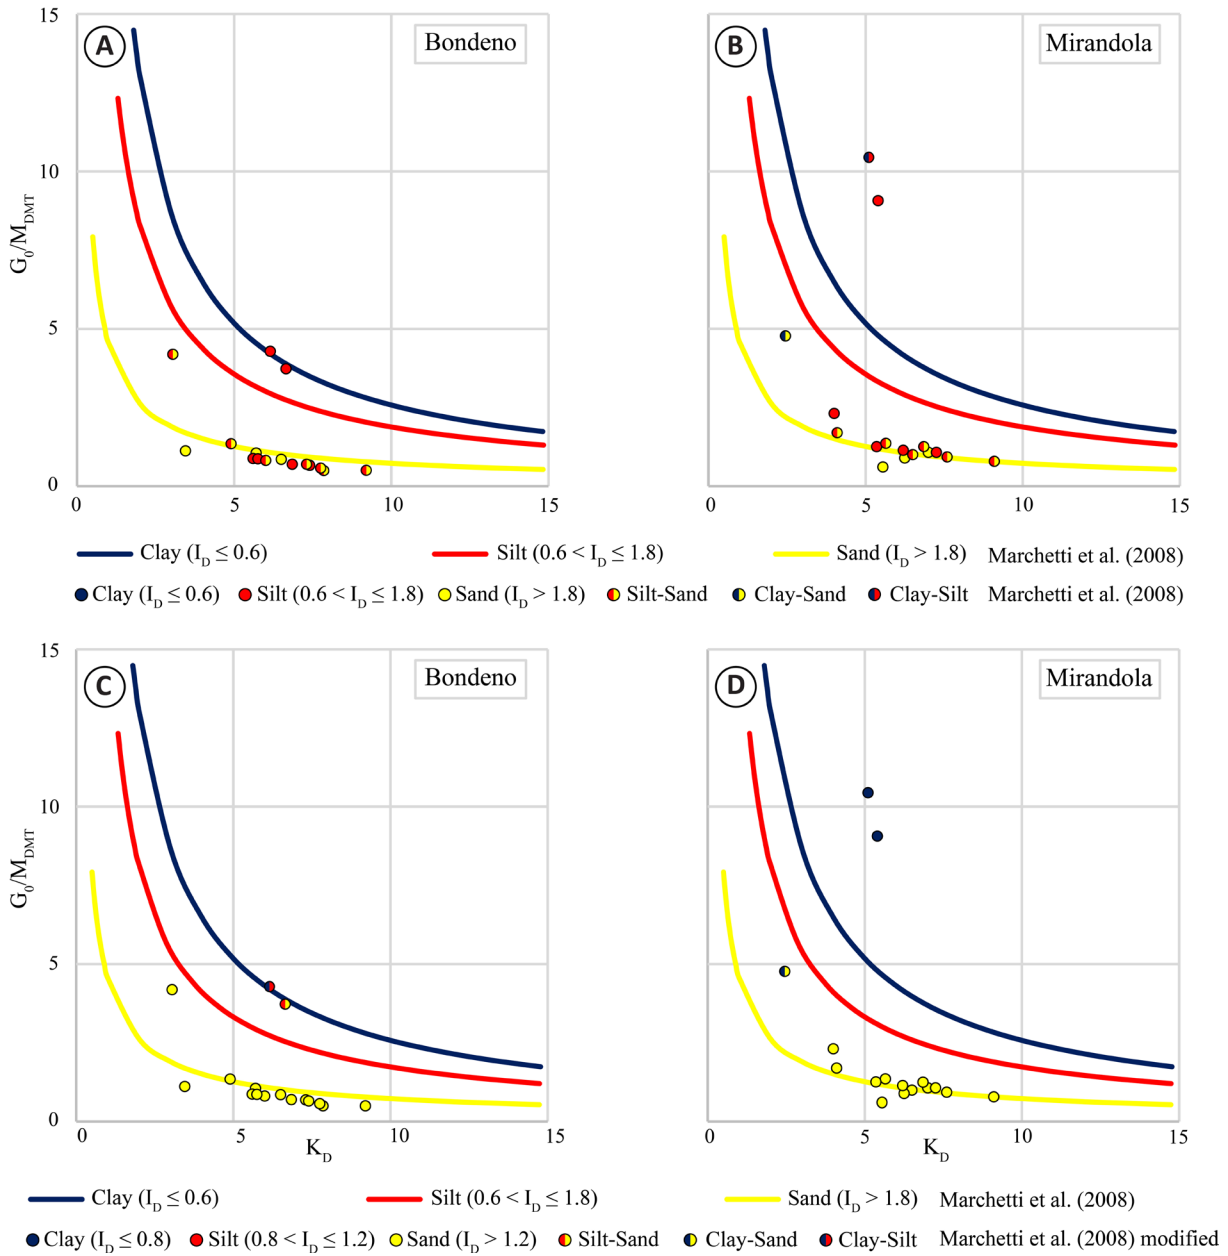 15 15
A Bondeno B Mirandola
10 10
G0/MDMT
5 5
0 0
0 5 10 15 0 5 10 15
Clay (ID ≤ 0.6) Silt (0.6 < ID ≤ 1.8) Sand (ID > 1.8) Marchetti et al. (2008)
Clay (ID ≤ 0.6) Silt (0.6 < ID ≤ 1.8) Sand (ID > 1.8) Silt-Sand Clay-Sand Clay-Silt Marchetti et al. (2008)
15 15
C Bondeno D Mirandola
10 10
G0/MDMT
5 5
0 0
0 5 10 15 0 5 10 15
KD KD
Clay (ID ≤ 0.6) Silt (0.6 < ID ≤ 1.8) Sand (ID > 1.8) Marchetti et al. (2008)
Clay (ID ≤ 0.8) Silt (0.8 < ID ≤ 1.2) Sand (ID > 1.2) Silt-Sand Clay-Sand Clay-Silt Marchetti et al. (2008) modified